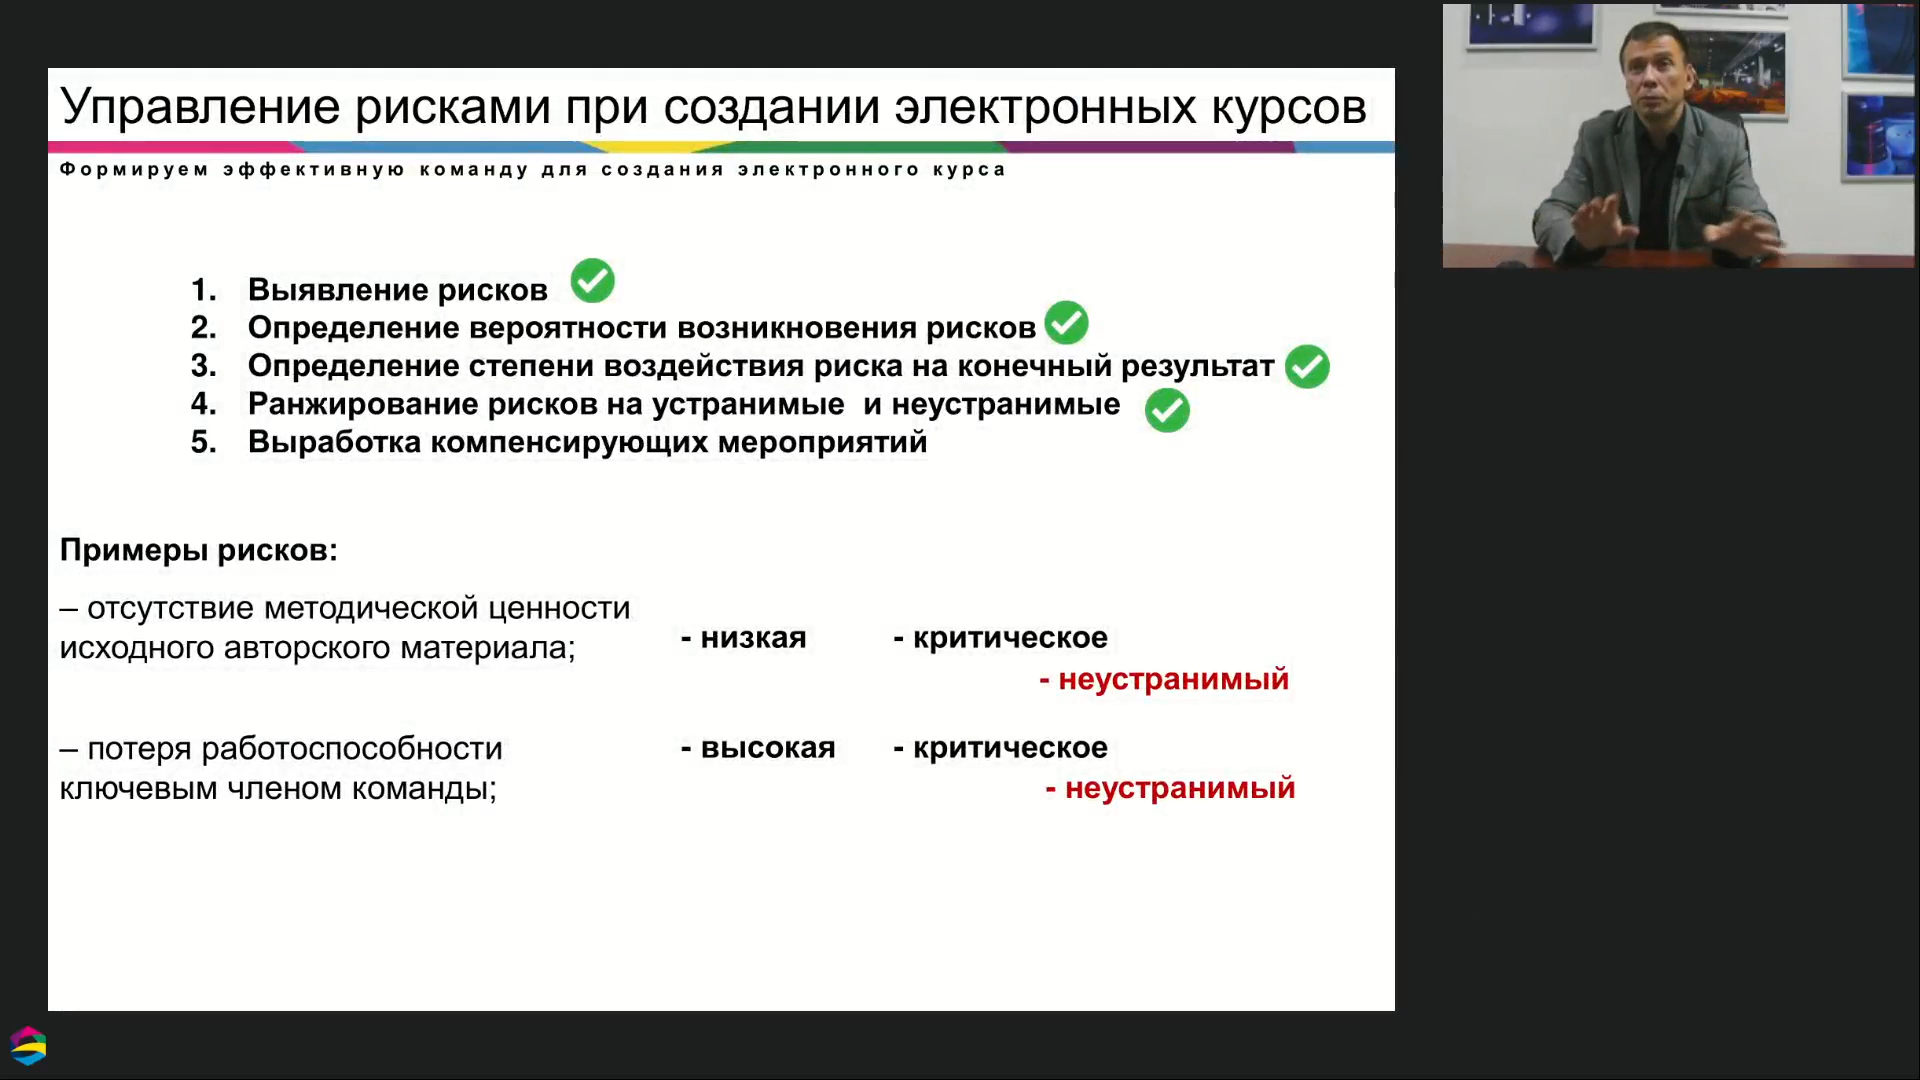 Управление рисками при создании электронных курсов
Формируем эффективную команду для создания электронного курса
1. Выявление рисков
2. Определение вероятности возникновения рисков
3. Определение степени воздействия риска на конечный результат
4. Ранжирование рисков на устранимые  и неустранимые
5. Выработка компенсирующих мероприятий
Примеры рисков:
– отсутствие методической ценности
исходного авторского материала;
- низкая
- критическое
- неустранимый
– потеря работоспособности
ключевым членом команды;
- высокая
- критическое
- неустранимый